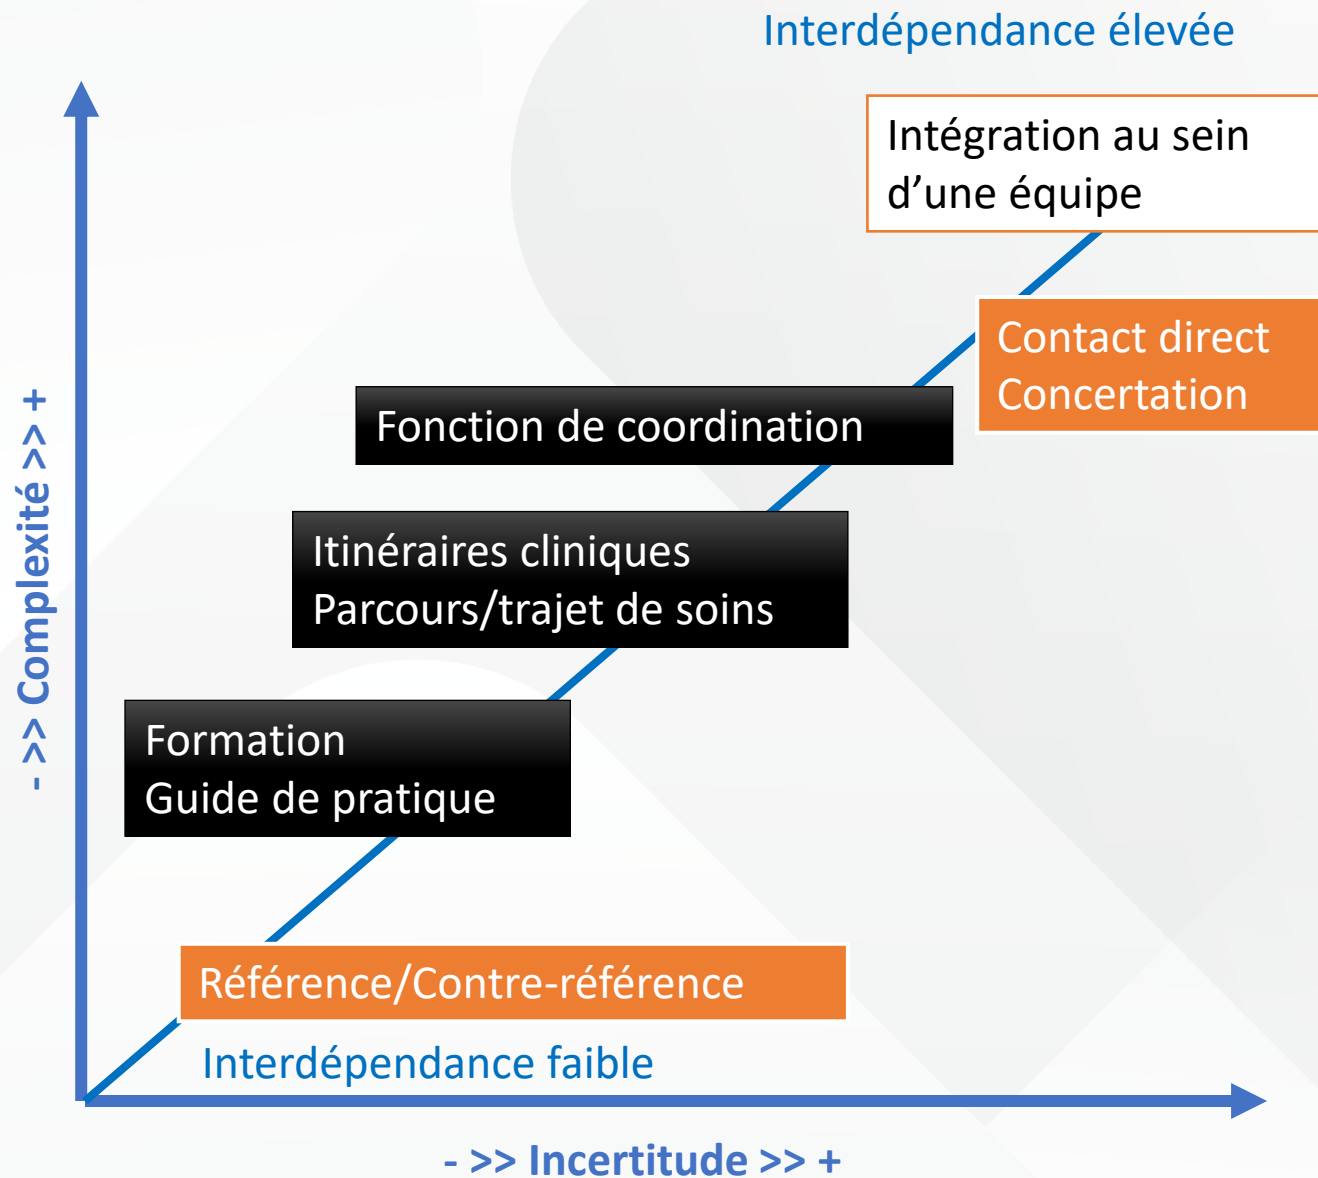 Interdépendance élevée
Intégration au sein
d’une équipe
Contact direct
Concertation
Fonction de coordination
Itinéraires cliniques
Parcours/trajet de soins
Formation
Guide de pratique
Référence/Contre-référence
Interdépendance faible
- >> Complexité >> +
- >> Incertitude >> +